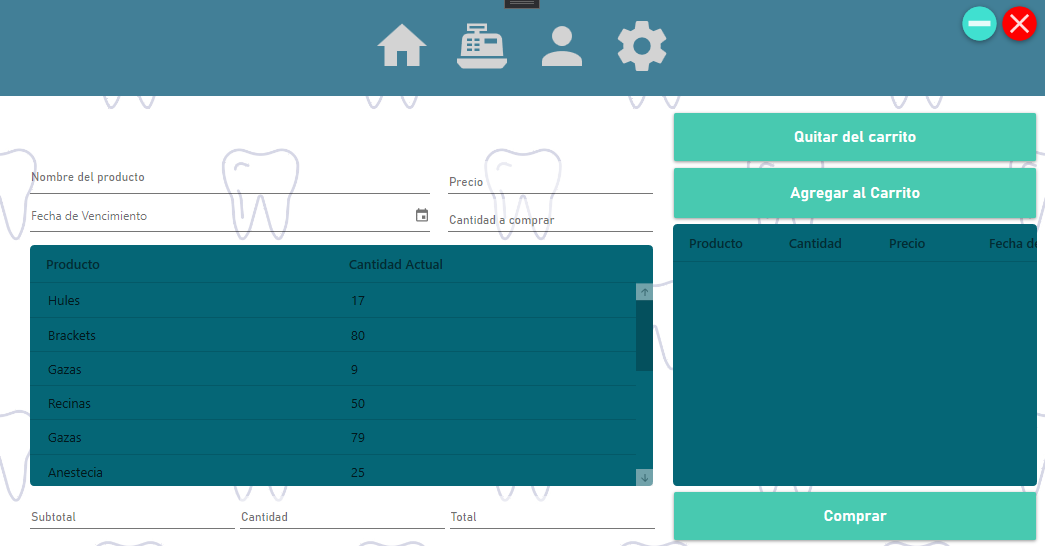 Quitar del carrito
Nombre del producto
Precio
Agregar al Carrito
Fecha de Vencimiento
Cantidad a comprar
Producto Cantidad Actual
Hules 17
Brackets 80
Gazas 9
Recinas 50
Gazas 79
Anestecia 25
Producto Cantidad Precio Fecha de
Subtotal Cantidad Total
Comprar